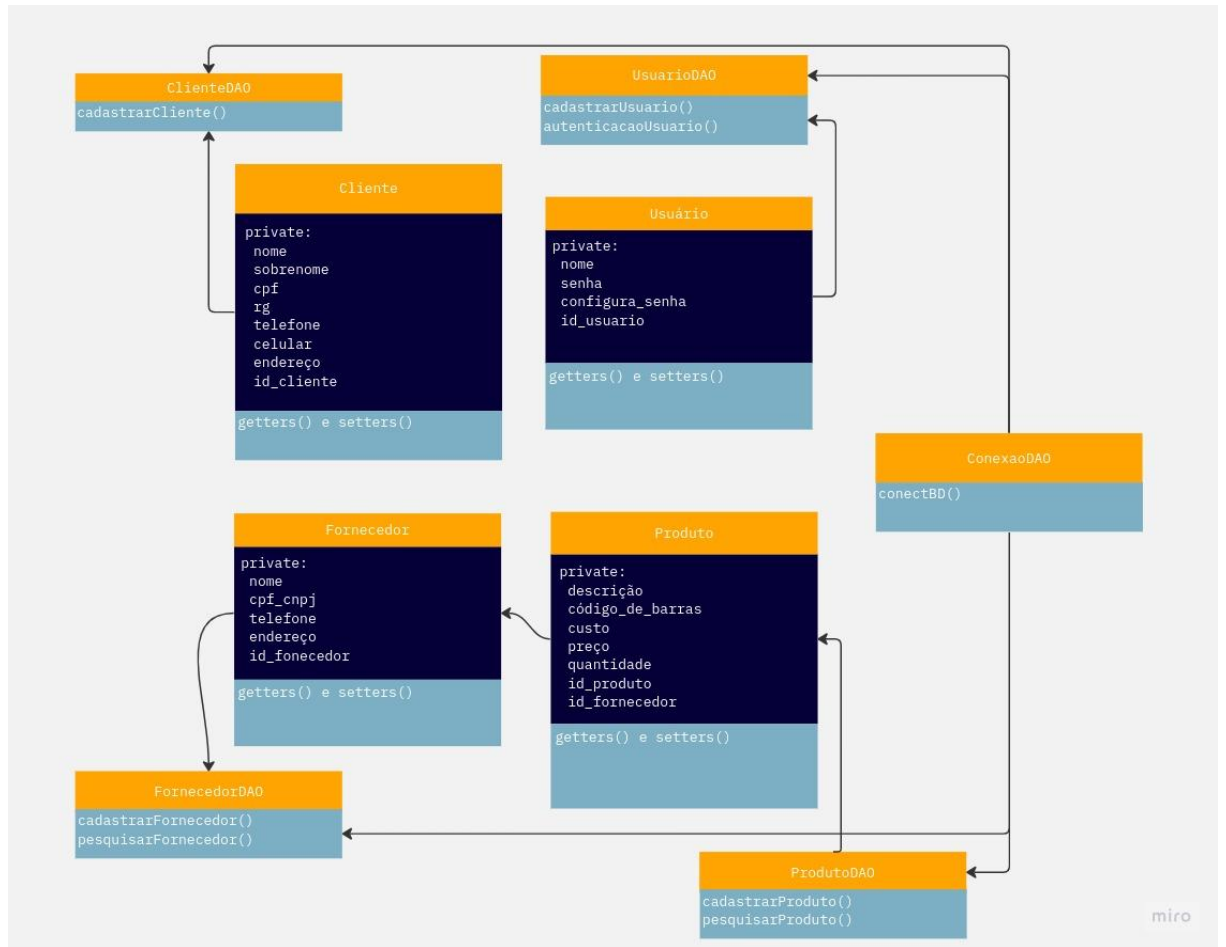 ClienteDAO
cadastrarCliente()
UsuarioDAO
cadastrarUsuario()
autenticacaoUsuario()
Cliente
private:
nome
sobrenome
cpf
rg
telefone
celular
endereço
id_cliente
getters() e setters()
Usuário
private:
nome
senha
configura_senha
id_usuario
getters() e setters()
ConexaoDAO
conectBD()
Fornecedor
private:
nome
cpf_cnpj
telefone
endereço
id_fonecedor
getters() e setters()
Produto
private:
descrição
código_de_barras
custo
preço
quantidade
id_produto
id_fornecedor
getters() e setters()
FornecedorDAO
cadastrarFornecedor()
pesquisarFornecedor()
ProdutoDAO
cadastrarProduto()
pesquisarProduto()
miro